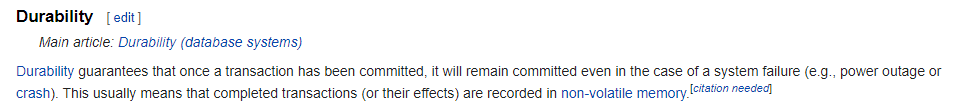 Durability [ edit ]
Main article: Durability (database systems)
Durability guarantees that once a transaction has been committed, it will remain committed even in the case of a system failure (e.g., power outage or
crash). This usually means that completed transactions (or their effects) are recorded in non-volatile memory.[citation needed]